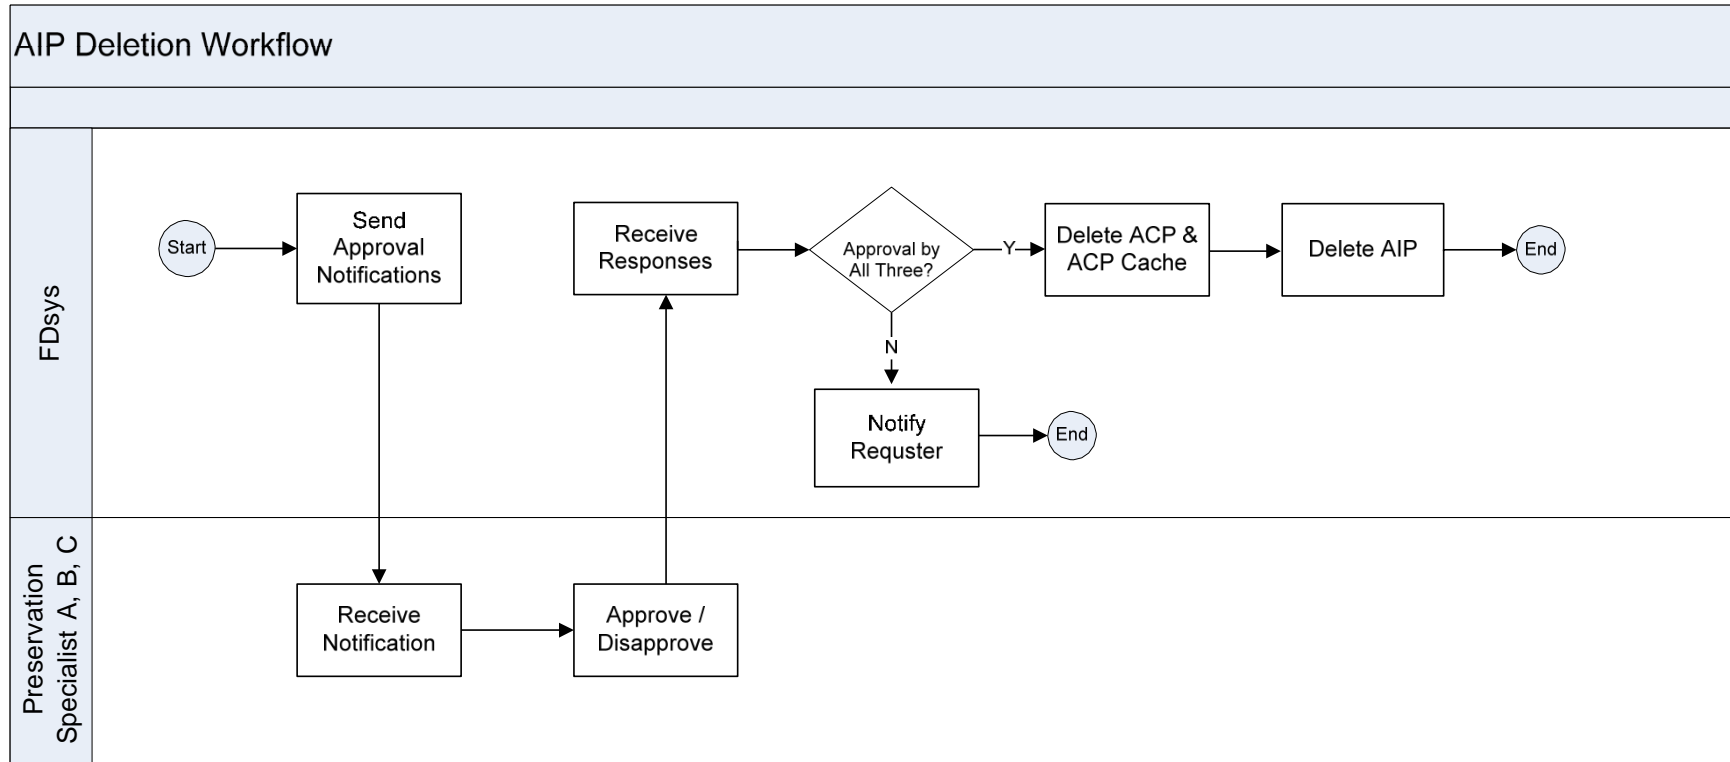 AIP Deletion Workflow
FDsys
Start
Send
Approval
Notifications
Receive
Responses
Approval by
All Three?
Y
Delete ACP &
ACP Cache
Delete AIP
End
N
Notify
Requster
End
Preservation
Specialist A, B, C
Receive
Notification
Approve /
Disapprove